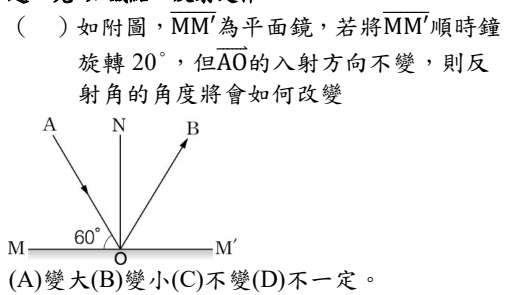 (　　)如附圖，MM′為平面鏡，若將MM′順時鐘
旋轉 20°，但AO的入射方向不變，則反
射角的角度將會如何改變
A N B
60°
M O M′
(A)變大(B)變小(C)不變(D)不一定。